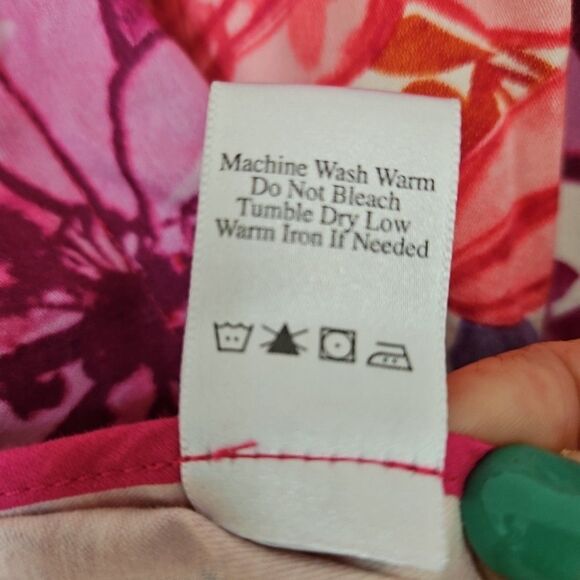 Machine Wash Warm
Do Not Bleach
Tumble Dry Low
Warm Iron If Needed